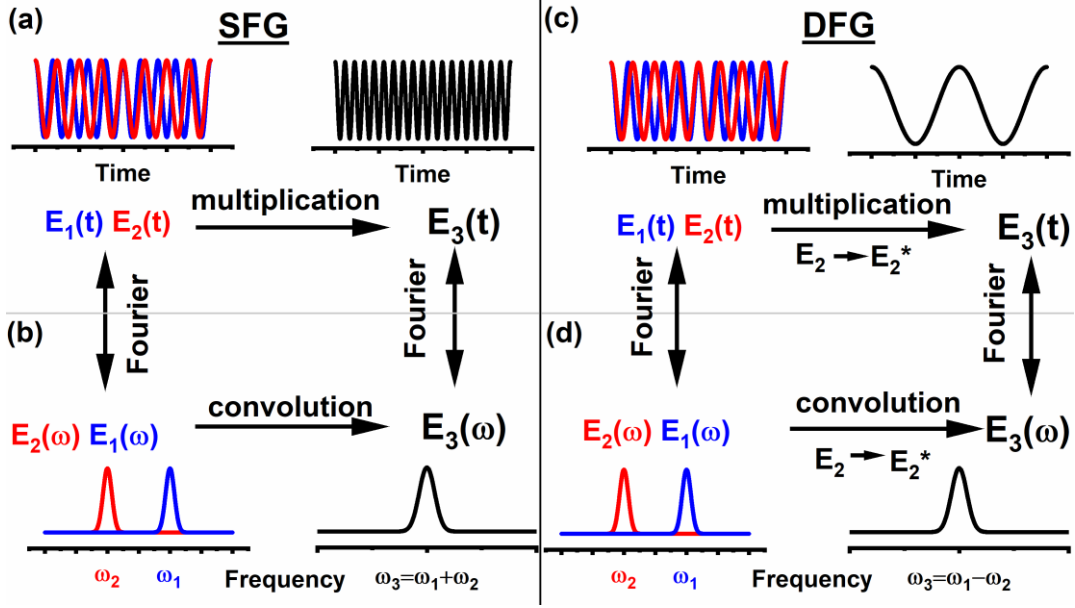 (a)
SFG
Time
Time
multiplication
E₁(t) E₂(t)
E₃(t)
Fourier
Fourier
(b)
convolution
E₂(ω) E₁(ω)
E₃(ω)
ω₂
ω₁
Frequency
ω₃=ω₁+ω₂
(c)
DFG
Time
Time
multiplication
E₁(t) E₂(t)
E₂ → E₂*
E₃(t)
Fourier
Fourier
(d)
convolution
E₂(ω) E₁(ω)
E₃(ω)
E₂ → E₂*
ω₂
ω₁
Frequency
ω₃=ω₁−ω₂